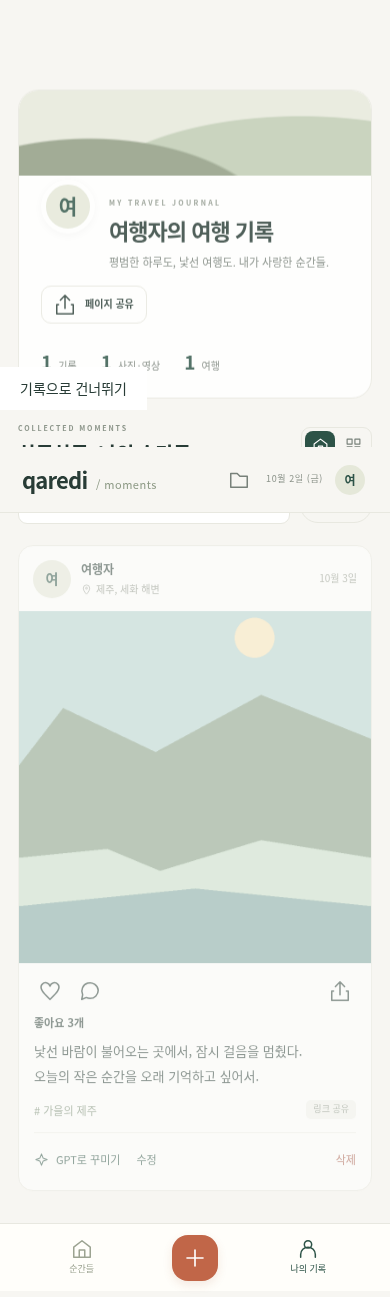 여
MY TRAVEL JOURNAL
여행자의 여행 기록
평범한 하루도, 낯선 여행도. 내가 사랑한 순간들.
페이지 공유
1 기록 1 사진·영상 1 여행
기록으로 건너뛰기
COLLECTED MOMENTS
qaredi / moments
10월 2일 (금)
여
여
여행자
제주, 세화 해변
10월 3일
좋아요 3개
낯선 바람이 불어오는 곳에서, 잠시 걸음을 멈췄다.
오늘의 작은 순간을 오래 기억하고 싶어서.
# 가을의 제주
링크 공유
GPT로 꾸미기 수정 삭제
순간들
나의 기록